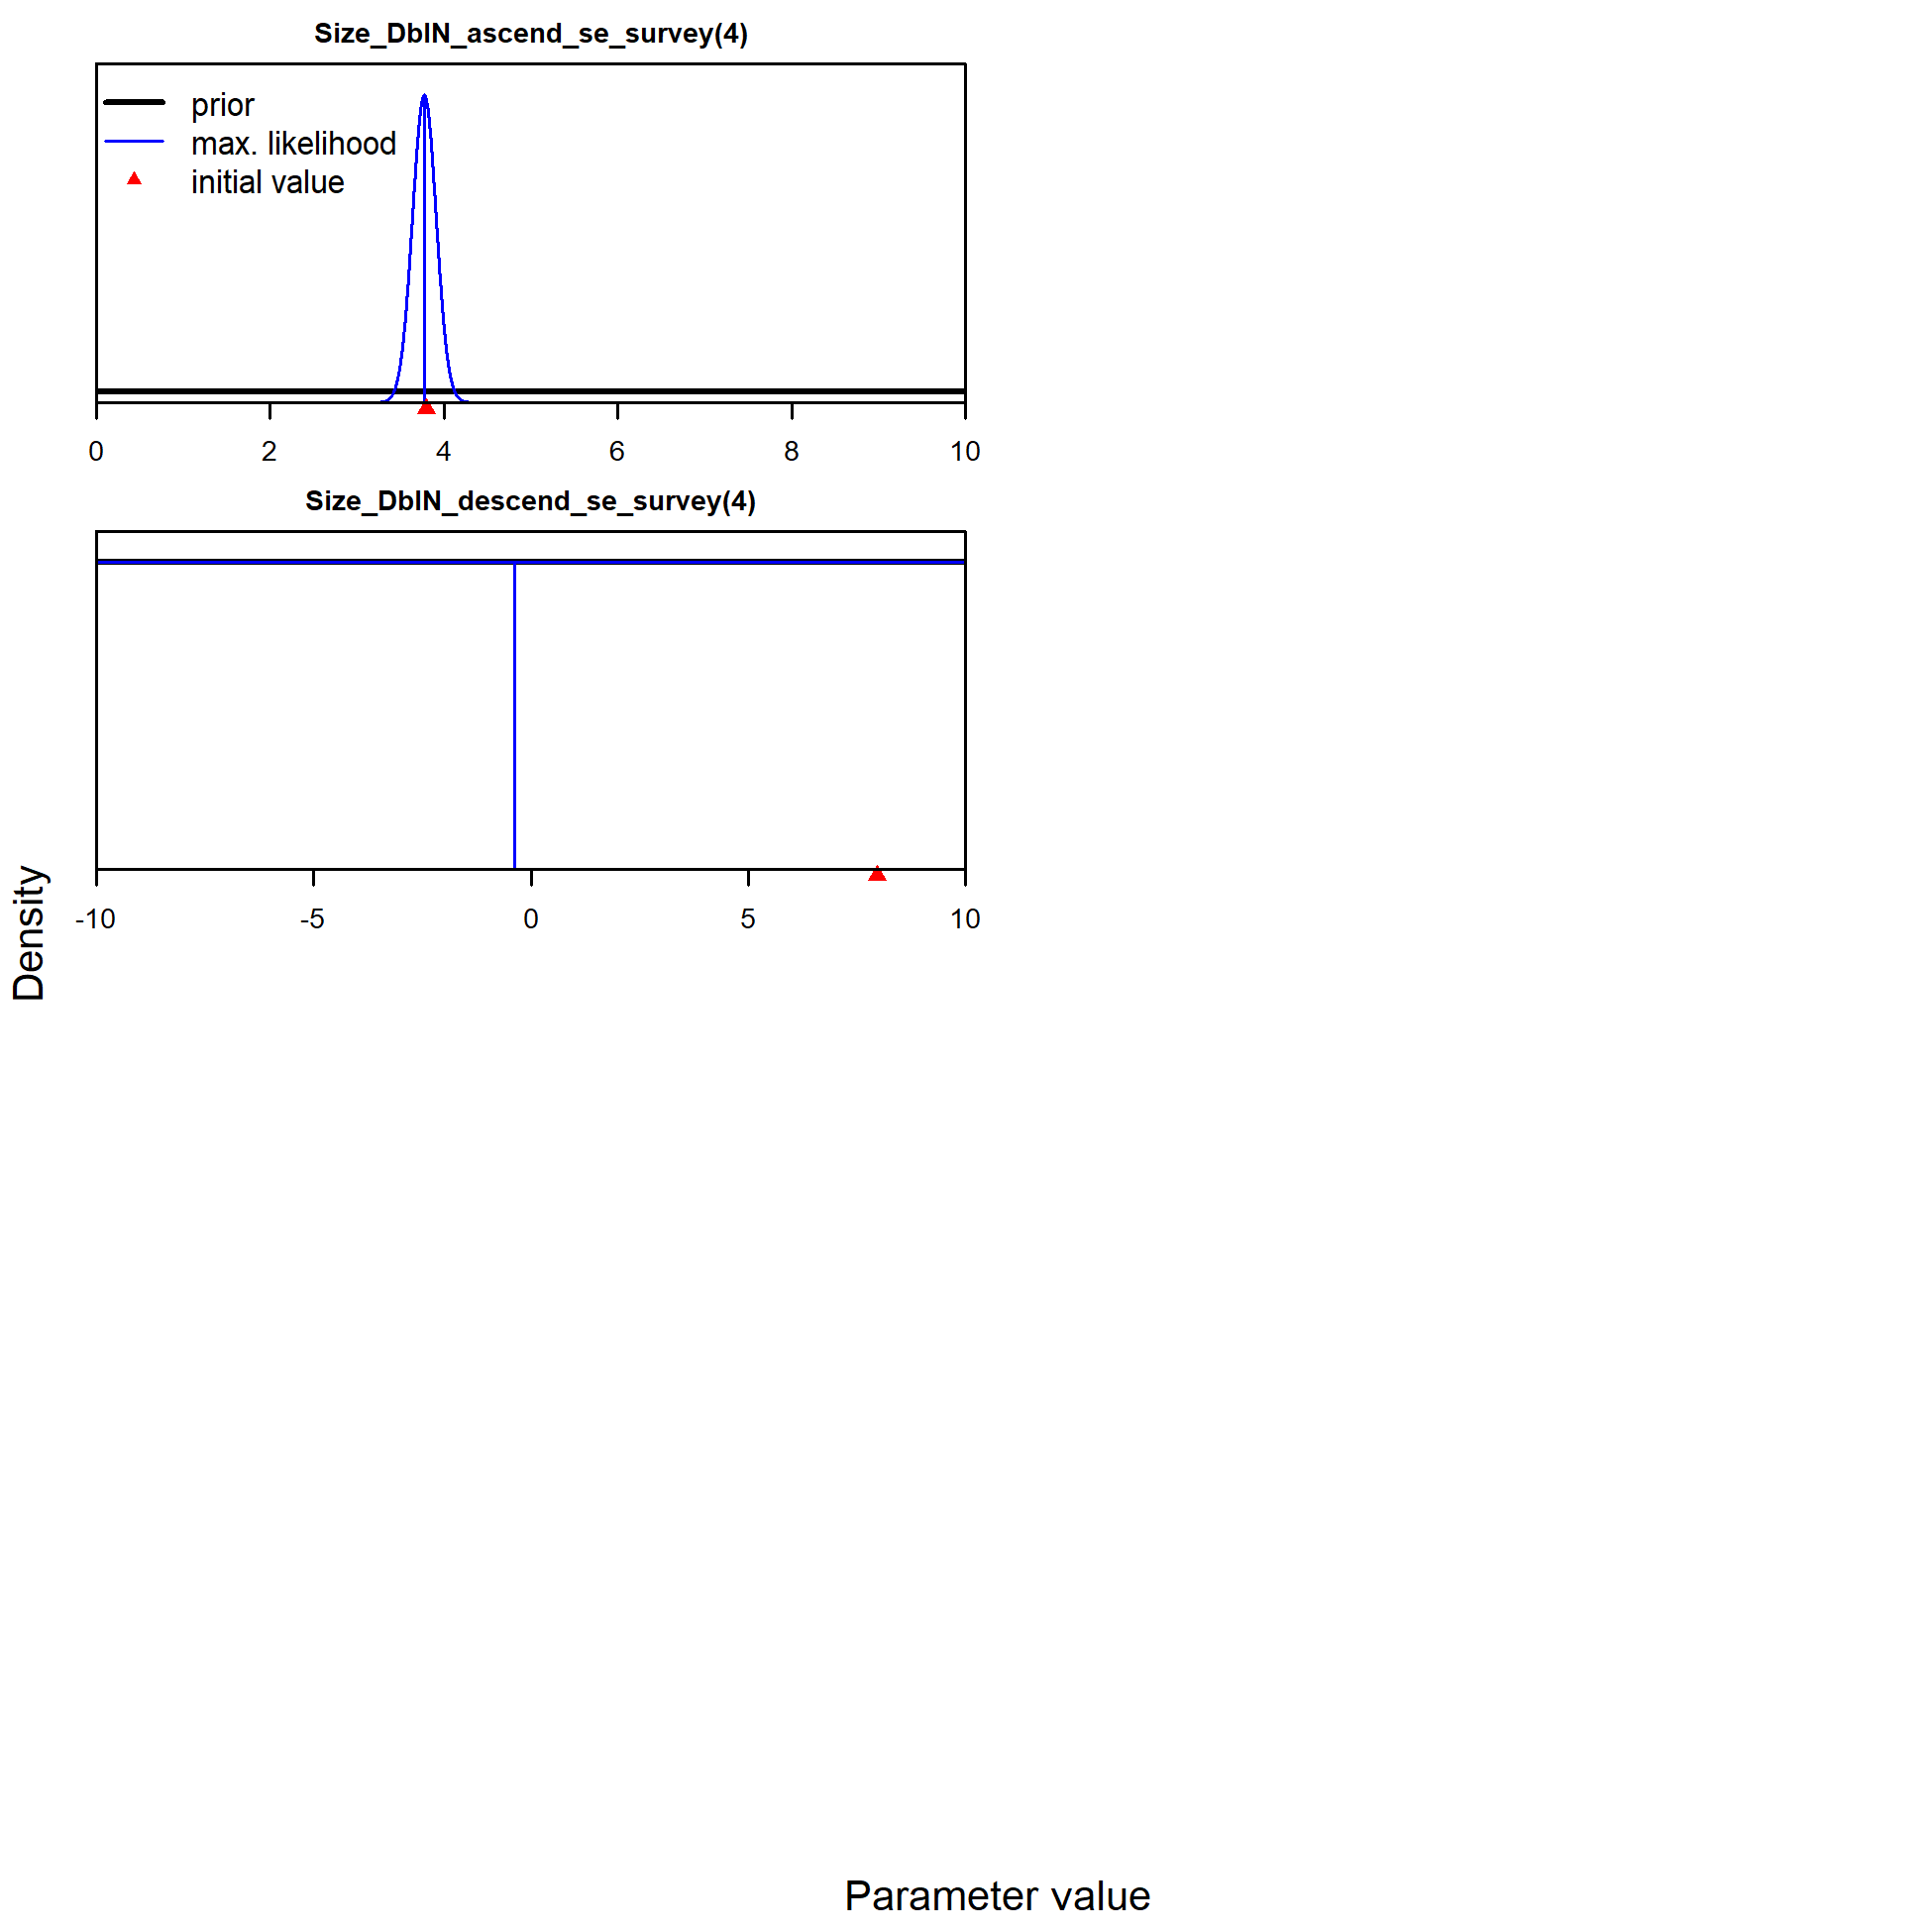 Size_DblN_ascend_se_survey(4)
prior
max. likelihood
initial value
0 2 4 6 8 10
Size_DblN_descend_se_survey(4)
-10 -5 0 5 10
Density
Parameter value